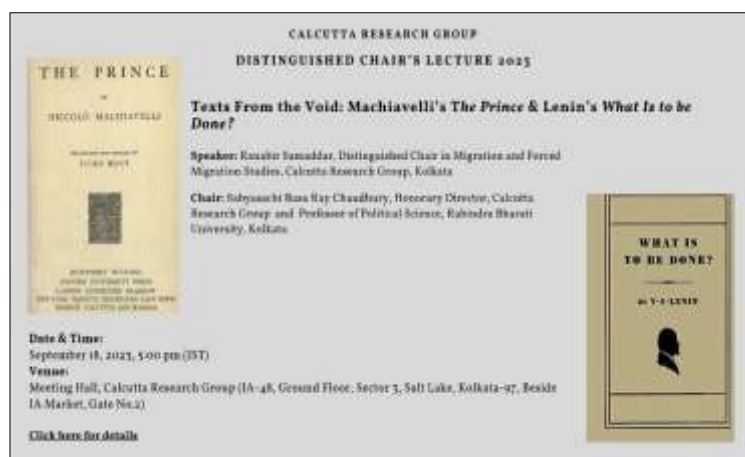 CALCUTTA RESEARCH GROUP
DISTINGUISHED CHAIR'S LECTURE 2023
THE PRINCE
NICCOLÒ MACHIAVELLI
LUIGI RICCI
Texts From the Void: Machiavelli's The Prince & Lenin's What Is to be
Done?
Speaker: Ranabir Samaddar, Distinguished Chair in Migration and Forced
Migration Studies, Calcutta Research Group, Kolkata
Chair: Sabyasachi Basu Ray Chaudhury, Honorary Director, Calcutta
Research Group and Professor of Political Science, Rabindra Bharati
University, Kolkata
WHAT IS
TO BE DONE?
BY V·I·LENIN
Date & Time:
September 18, 2023, 5:00 pm (IST)
Venue:
Meeting Hall, Calcutta Research Group (IA-48, Ground Floor, Sector 3, Salt Lake, Kolkata-97, Beside
IA Market, Gate No.2)
Click here for details